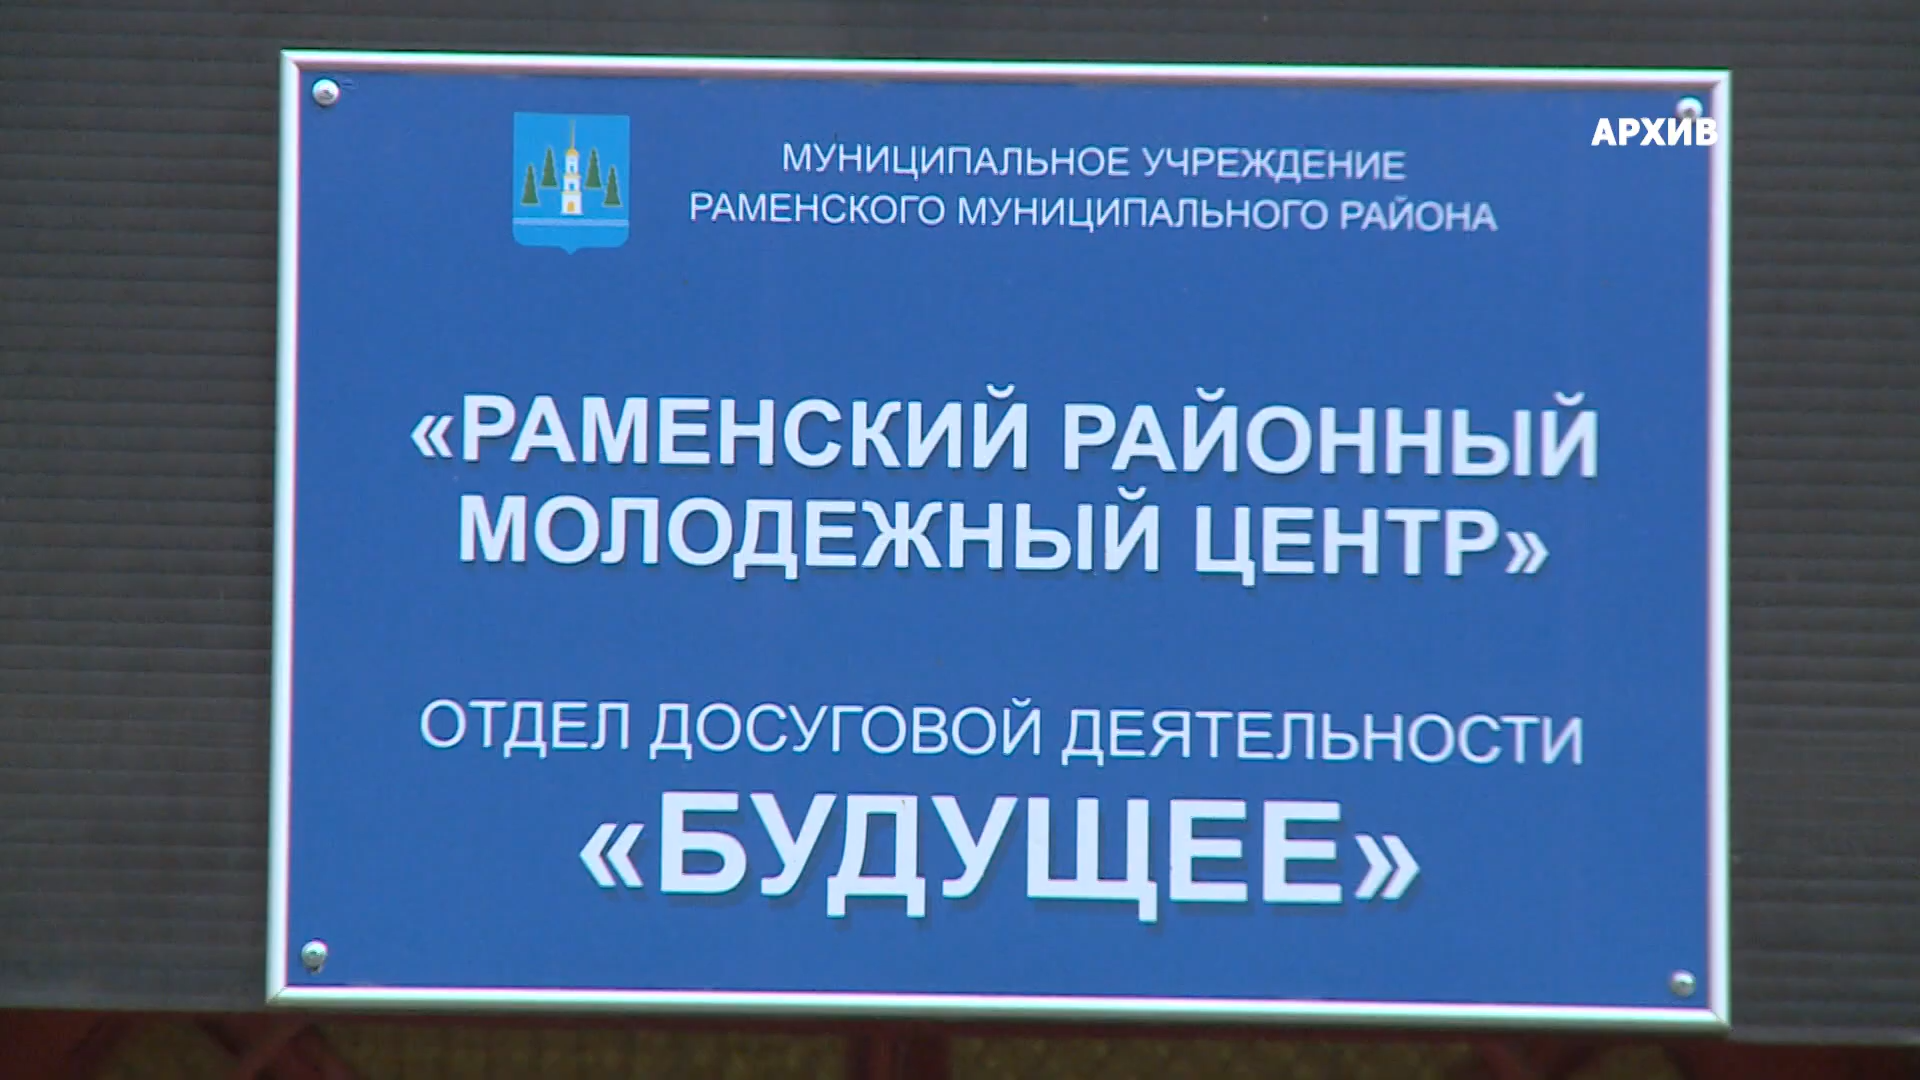 АРХИВ
МУНИЦИПАЛЬНОЕ УЧРЕЖДЕНИЕ
РАМЕНСКОГО МУНИЦИПАЛЬНОГО РАЙОНА
«РАМЕНСКИЙ РАЙОННЫЙ
МОЛОДЕЖНЫЙ ЦЕНТР»
ОТДЕЛ ДОСУГОВОЙ ДЕЯТЕЛЬНОСТИ
«БУДУЩЕЕ»